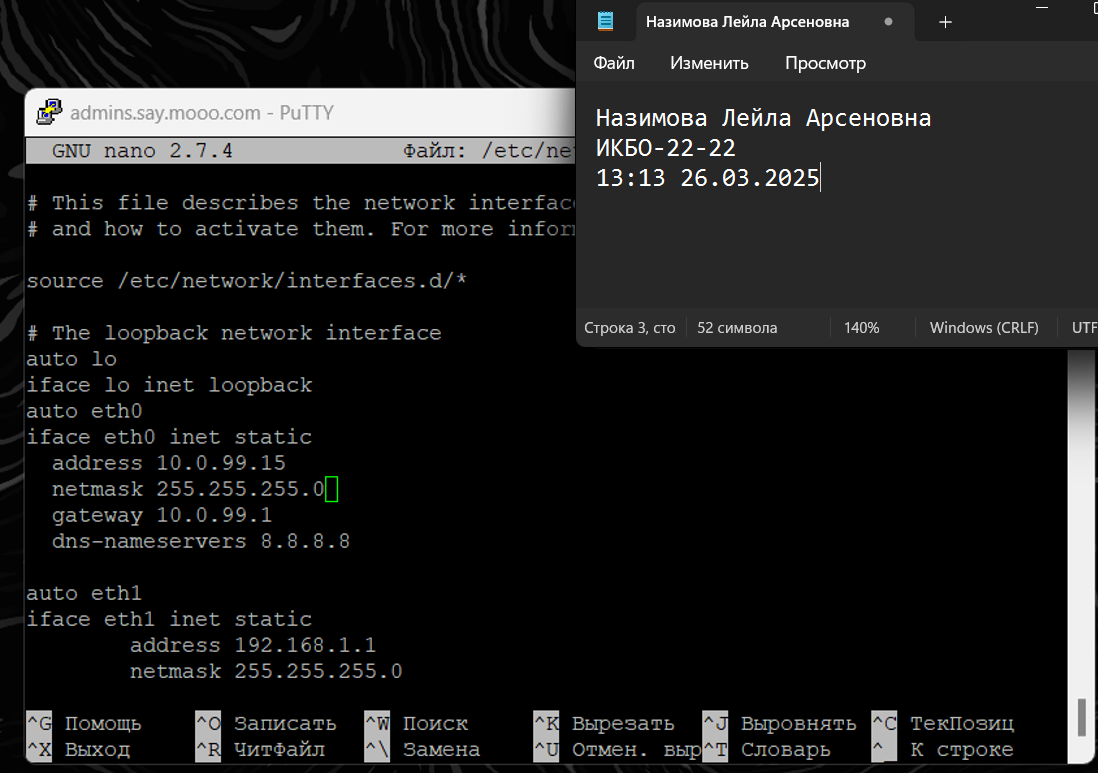 Назимова Лейла Арсеновна
Файл Изменить Просмотр
Назимова Лейла Арсеновна
ИКБО-22-22
13:13 26.03.2025
Строка 3, сто 52 символа 140% Windows (CRLF) UTF
admins.say.mooo.com - PuTTY
GNU nano 2.7.4 Файл: /etc/ne
# This file describes the network interfac
# and how to activate them. For more infor
source /etc/network/interfaces.d/*
# The loopback network interface
auto lo
iface lo inet loopback
auto eth0
iface eth0 inet static
address 10.0.99.15
netmask 255.255.255.0
gateway 10.0.99.1
dns-nameservers 8.8.8.8
auto eth1
iface eth1 inet static
address 192.168.1.1
netmask 255.255.255.0
^G Помощь ^O Записать ^W Поиск ^K Вырезать ^J Выровнять ^C ТекПозиц
^X Выход ^R ЧитФайл ^\ Замена ^U Отмен. выр ^T Словарь ^_ К строке